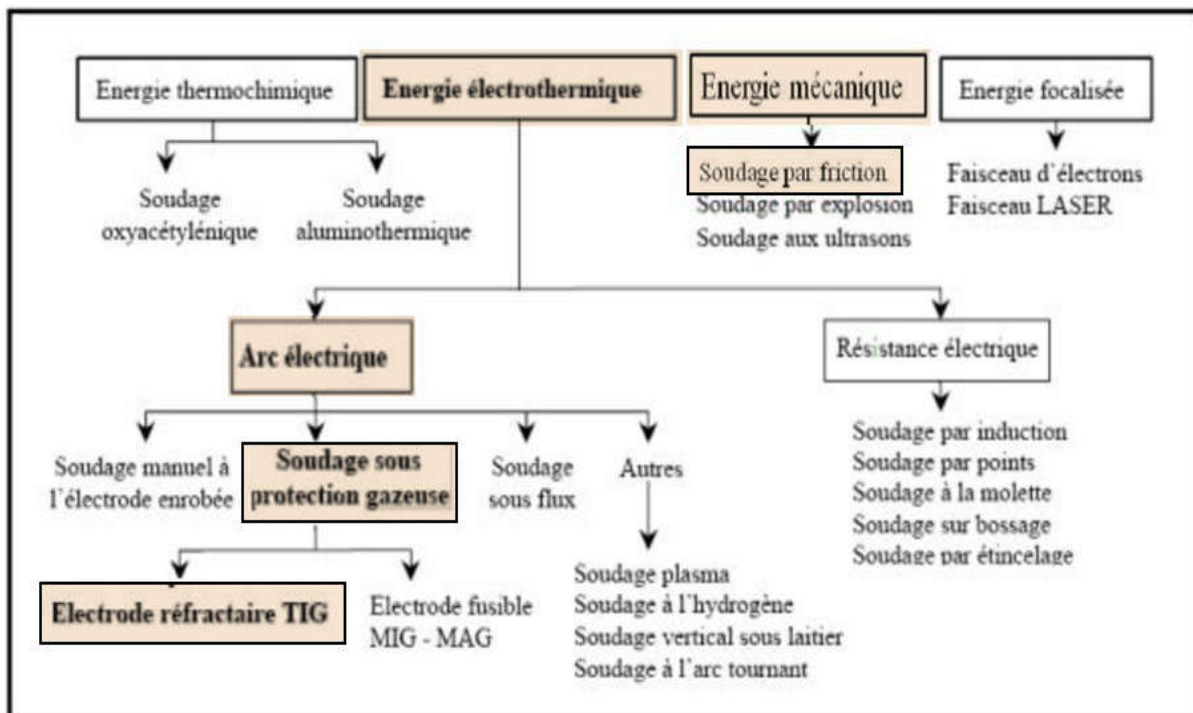 Energie thermochimique
Energie électrothermique
Energie mécanique
Energie focalisée
Soudage
oxyacétylénique
Soudage
aluminothermique
Soudage par friction
Soudage par explosion
Soudage aux ultrasons
Faisceau d'électrons
Faisceau LASER
Arc électrique
Résistance électrique
Soudage manuel à
l'électrode enrobée
Soudage sous
protection gazeuse
Soudage
sous flux
Autres
Soudage par induction
Soudage par points
Soudage à la molette
Soudage sur bossage
Soudage par étincelage
Electrode réfractaire TIG
Electrode fusible
MIG - MAG
Soudage plasma
Soudage à l'hydrogène
Soudage vertical sous laitier
Soudage à l'arc tournant